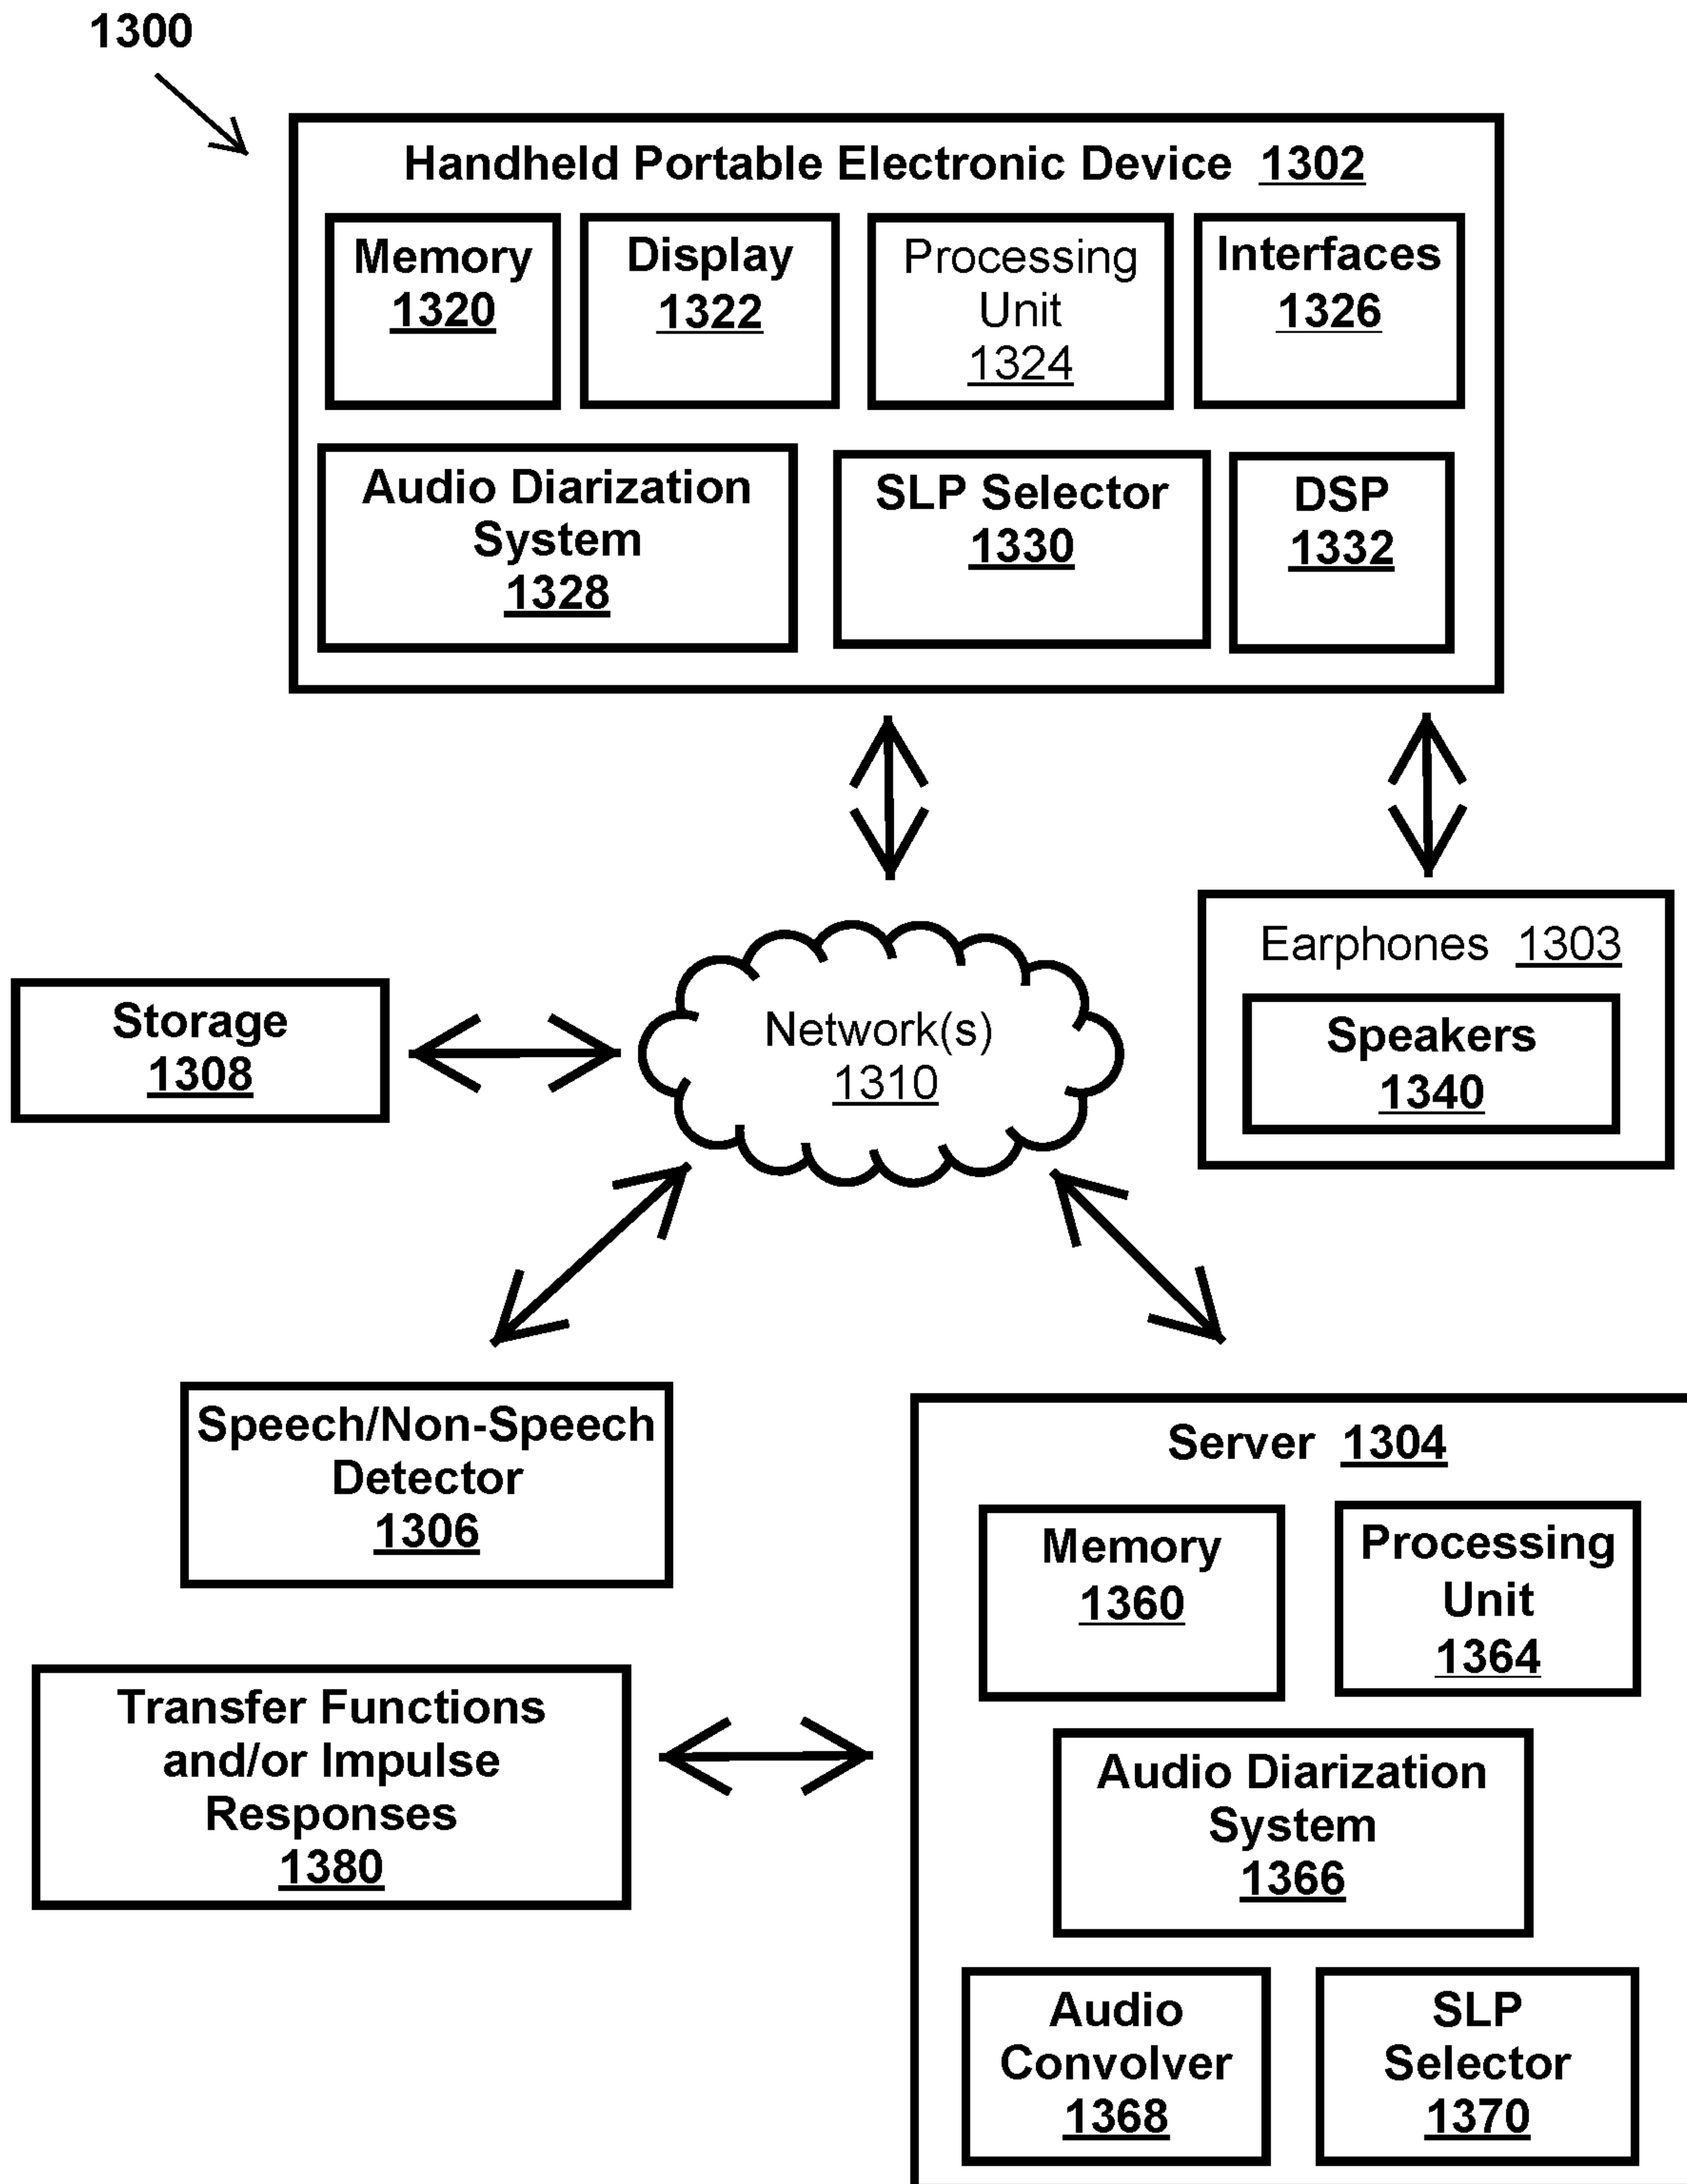 1300
Handheld Portable Electronic Device 1302
Memory
1320
Display
1322
Processing
Unit
1324
Interfaces
1326
Audio Diarization
System
1328
SLP Selector
1330
DSP
1332
Earphones 1303
Speakers
1340
Storage
1308
Network(s)
1310
Speech/Non-Speech
Detector
1306
Server 1304
Memory
1360
Processing
Unit
1364
Transfer Functions
and/or Impulse
Responses
1380
Audio Diarization
System
1366
Audio
Convolver
1368
SLP
Selector
1370